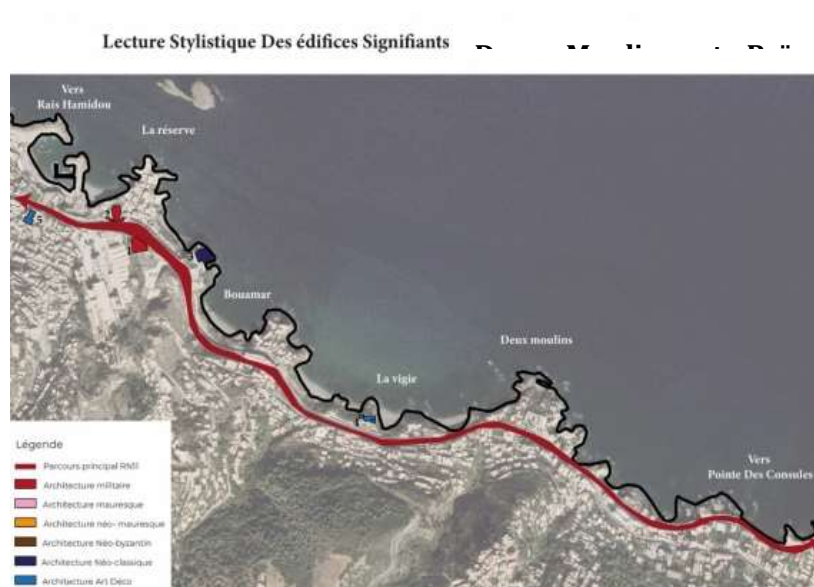 Lecture Stylistique Des édifices Signifiants
Vers
Rais Hamidou
La réserve
5
1
Bouamar
La vigie
Deux moulins
Vers
Pointe Des Consules
Légende
Parcours principal RN11
Architecture militaire
Architecture mauresque
Architecture néo- mauresque
Architecture Néo-byzantin
Architecture Néo-classique
Architecture Art Déco